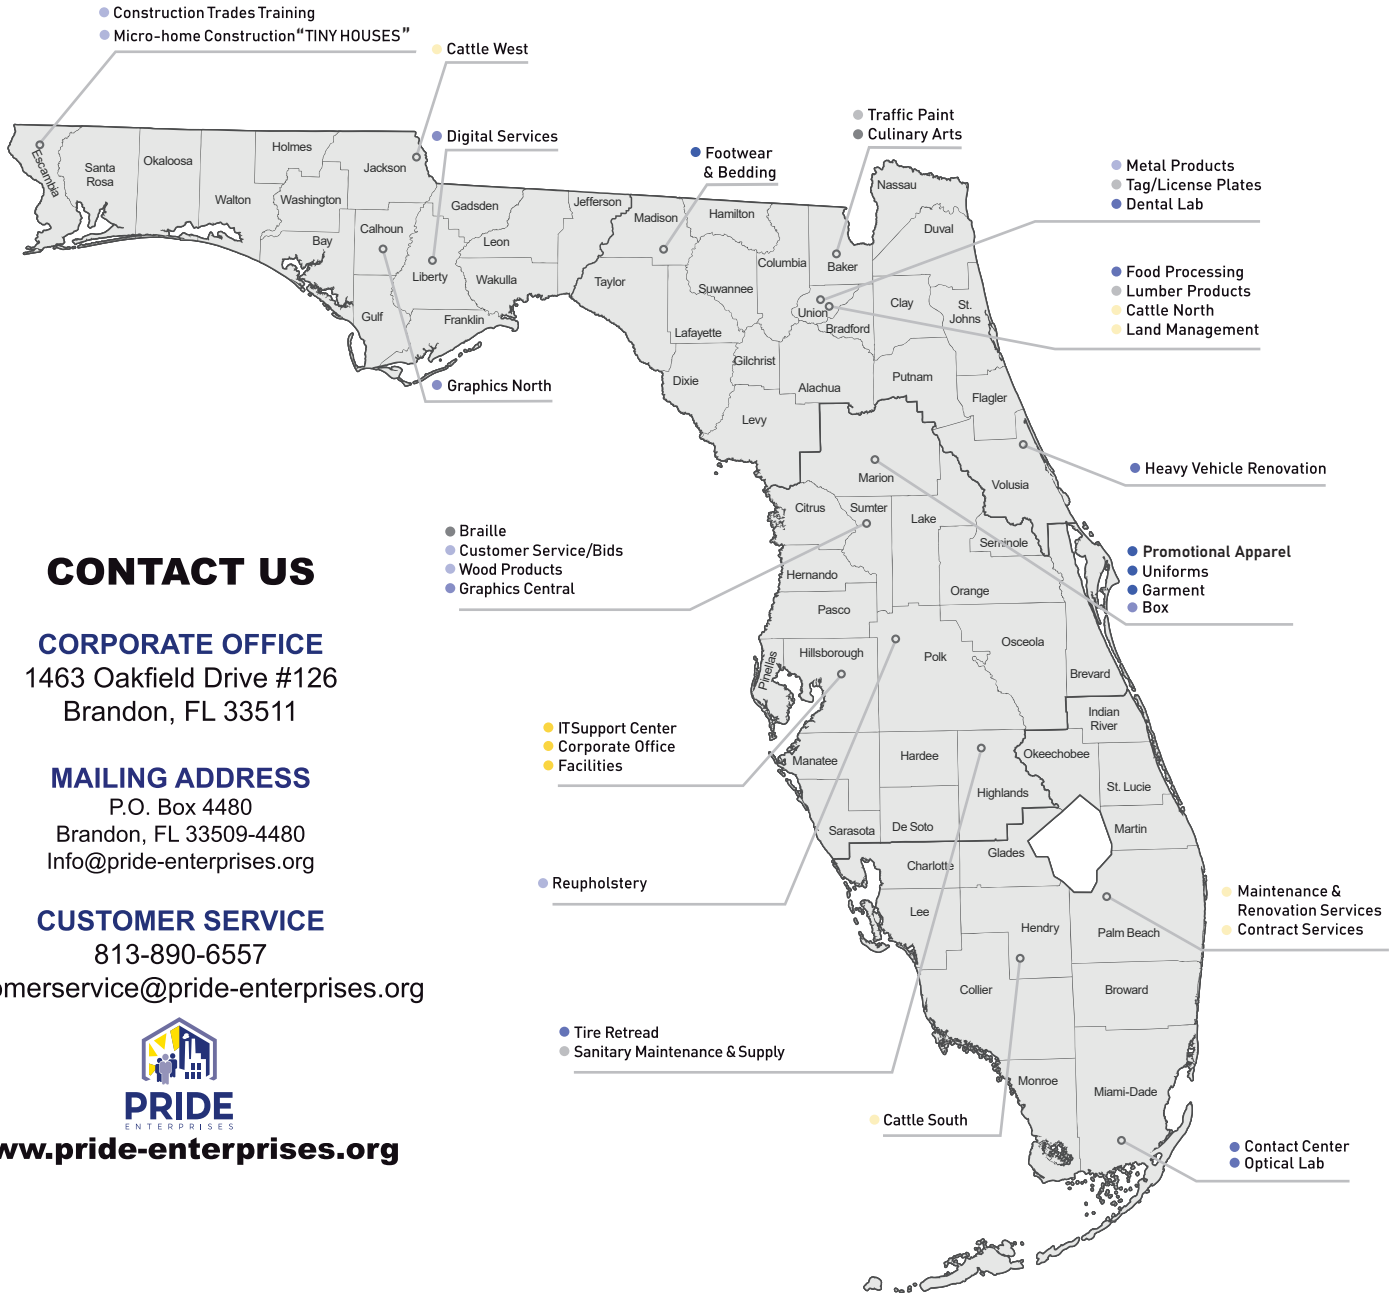 Construction Trades Training
Micro-home Construction“TINY HOUSES”
Cattle West
Digital Services
Footwear
& Bedding
Traffic Paint
Culinary Arts
Metal Products
Tag/License Plates
Dental Lab
Food Processing
Lumber Products
Cattle North
Land Management
Escambia
Santa
Rosa
Okaloosa
Walton
Holmes
Washington
Bay
Jackson
Calhoun
Gulf
Liberty
Gadsden
Leon
Wakulla
Franklin
Jefferson
Madison
Taylor
Hamilton
Suwannee
Lafayette
Dixie
Columbia
Gilchrist
Levy
Baker
Union
Bradford
Alachua
Nassau
Duval
Clay
St.
Johns
Putnam
Flagler
Graphics North
Marion
Volusia
Heavy Vehicle Renovation
Citrus
Sumter
Lake
Seminole
Hernando
Orange
Pasco
Braille
Customer Service/Bids
Wood Products
Graphics Central
Promotional Apparel
Uniforms
Garment
Box
Pinellas
Hillsborough
Polk
Osceola
Brevard
Indian
River
ITSupport Center
Corporate Office
Facilities
Manatee
Hardee
Highlands
Okeechobee
St. Lucie
Sarasota
De Soto
Martin
Charlotte
Glades
Reupholstery
Lee
Hendry
Palm Beach
Maintenance &
Renovation Services
Contract Services
Collier
Broward
Tire Retread
Sanitary Maintenance & Supply
Monroe
Miami-Dade
Cattle South
Contact Center
Optical Lab
CONTACT US
CORPORATE OFFICE
1463 Oakfield Drive #126
Brandon, FL 33511
MAILING ADDRESS
P.O. Box 4480
Brandon, FL 33509-4480
Info@pride-enterprises.org
CUSTOMER SERVICE
813-890-6557
omerservice@pride-enterprises.org
PRIDE
ENTERPRISES
ww.pride-enterprises.org